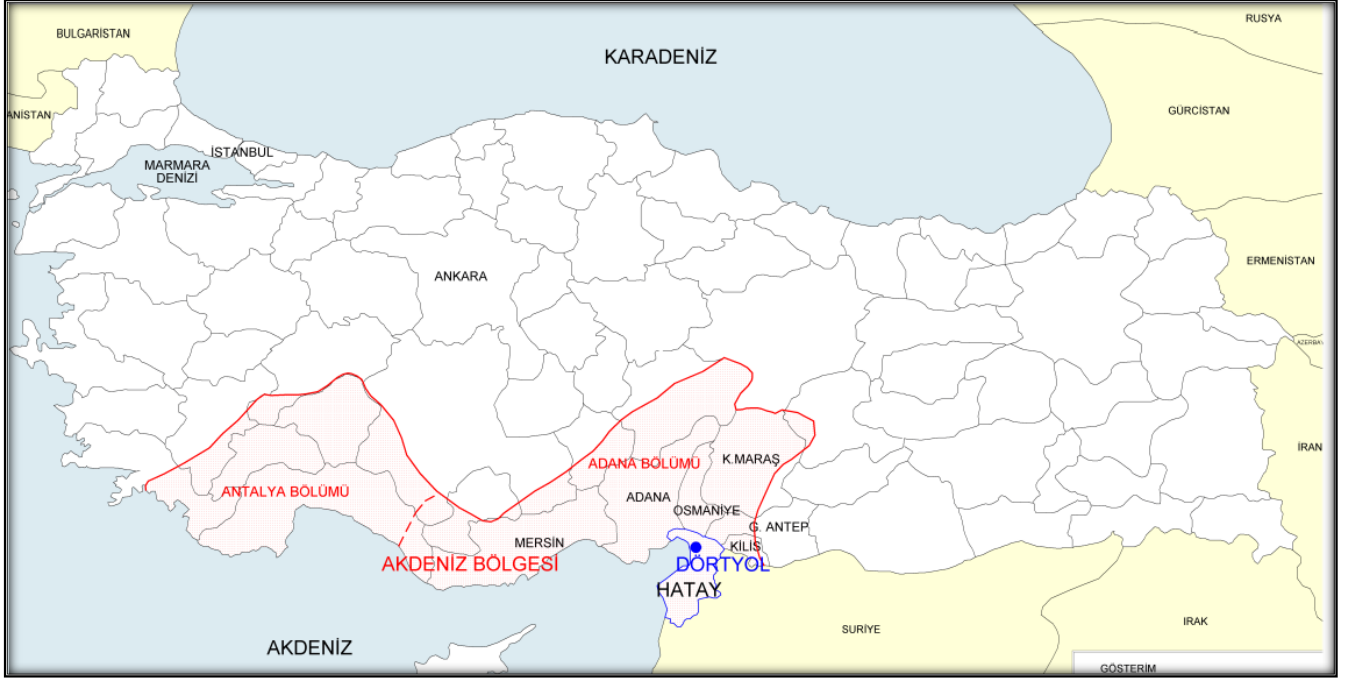 RUSYA
BULGARİSTAN
KARADENİZ
GÜRCİSTAN
ANİSTAN
İSTANBUL
MARMARA
DENİZİ
ERMENİSTAN
ANKARA
AZERBA
İRAN
K.MARAŞ
ADANA BÖLÜMÜ
ANTALYA BÖLÜMÜ
ADANA
OSMANİYE
G. ANTEP
MERSİN
KİLİS
AKDENİZ BÖLGESİ
DÖRTYOL
HATAY
IRAK
SURİYE
AKDENİZ
GÖSTERİM